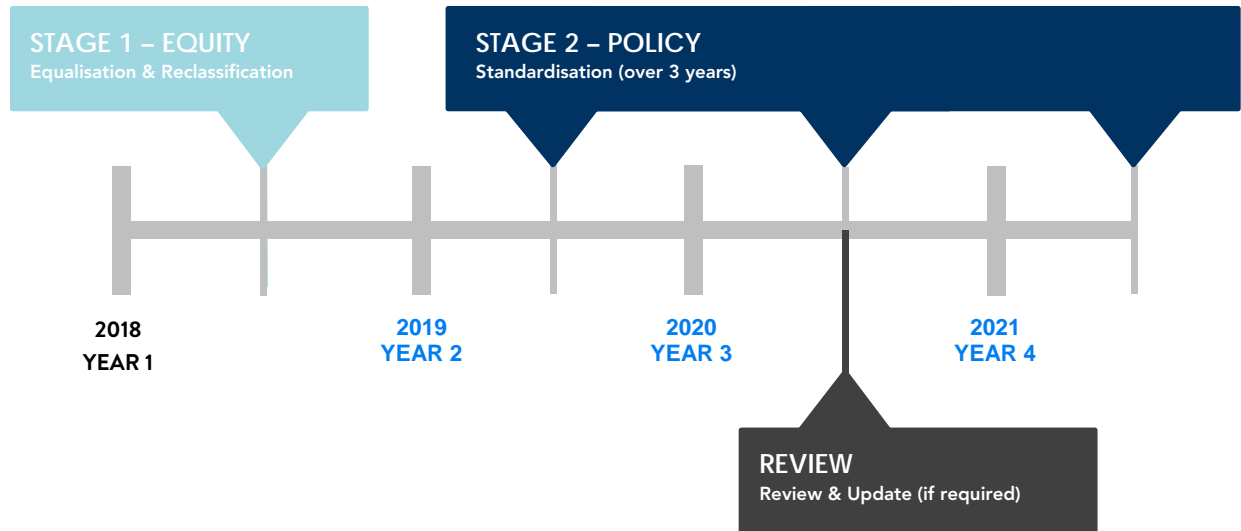 STAGE 1 – EQUITY
Equalisation & Reclassification
STAGE 2 – POLICY
Standardisation (over 3 years)
2018
YEAR 1
2019
YEAR 2
2020
YEAR 3
2021
YEAR 4
REVIEW
Review & Update (if required)